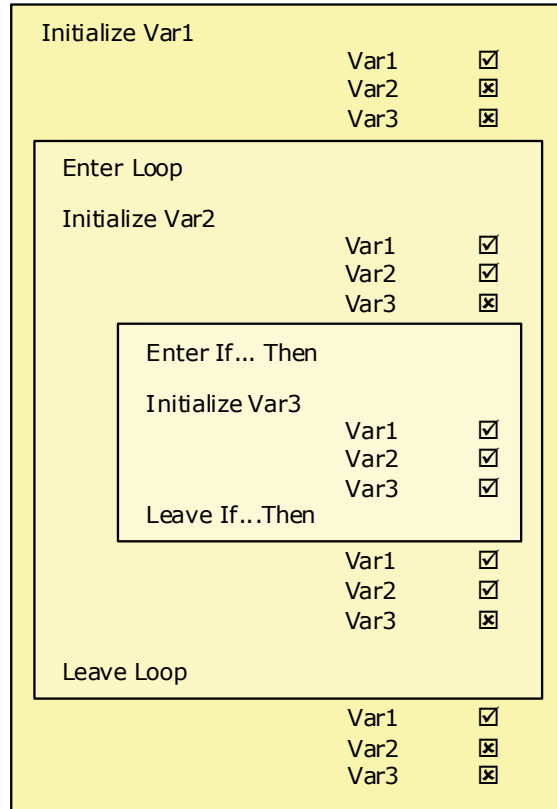 Initialize Var1
Var1 ☑
Var2 ☒
Var3 ☒
Enter Loop
Initialize Var2
Var1 ☑
Var2 ☑
Var3 ☒
Enter If... Then
Initialize Var3
Var1 ☑
Var2 ☑
Var3 ☑
Leave If...Then
Var1 ☑
Var2 ☑
Var3 ☒
Leave Loop
Var1 ☑
Var2 ☒
Var3 ☒